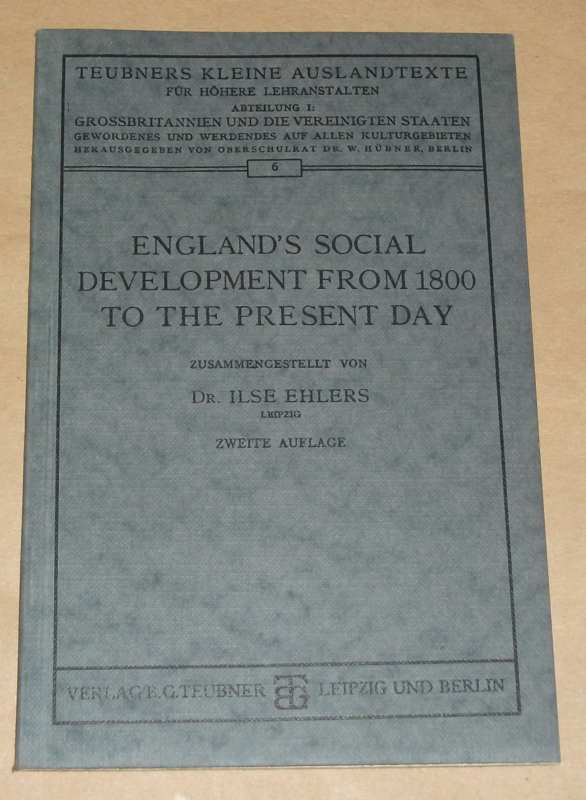 TEUBNERS KLEINE AUSLANDTEXTE
FÜR HÖHERE LEHRANSTALTEN
ABTEILUNG I:
GROSSBRITANNIEN UND DIE VEREINIGTEN STAATEN
GEWORDENES UND WERDENDES AUF ALLEN KULTURGEBIETEN
HERAUSGEGEBEN VON OBERSCHULRAT DR. W. HÜBNER, BERLIN
6
ENGLAND'S SOCIAL
DEVELOPMENT FROM 1800
TO THE PRESENT DAY
ZUSAMMENGESTELLT VON
DR. ILSE EHLERS
LEIPZIG
ZWEITE AUFLAGE
VERLAG B.G. TEUBNER BGT LEIPZIG UND BERLIN